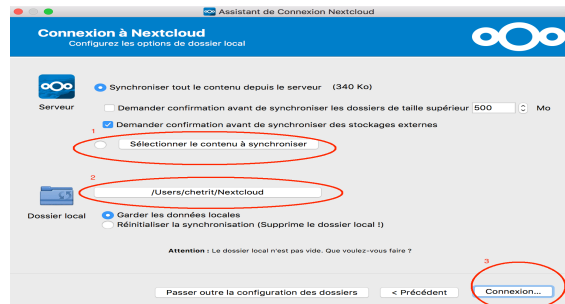 Assistant de Connexion Nextcloud
Connexion à Nextcloud
Configurez les options de dossier local
Synchroniser tout le contenu depuis le serveur (340 Ko)
Serveur
Demander confirmation avant de synchroniser les dossiers de taille supérieur 500 Mo
Demander confirmation avant de synchroniser des stockages externes
1
Sélectionner le contenu à synchroniser
2
/Users/chetrit/Nextcloud
Dossier local
Garder les données locales
Réinitialiser la synchronisation (Supprime le dossier local !)
Attention : Le dossier local n'est pas vide. Que voulez-vous faire ?
3
Passer outre la configuration des dossiers < Précédent Connexion...